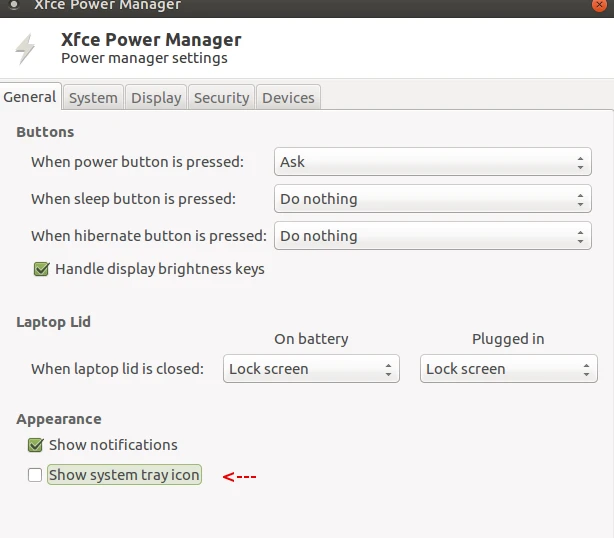 Xfce Power Manager
Xfce Power Manager
Power manager settings
General System Display Security Devices
Buttons
When power button is pressed: Ask
When sleep button is pressed: Do nothing
When hibernate button is pressed: Do nothing
Handle display brightness keys
Laptop Lid
On battery Plugged in
When laptop lid is closed: Lock screen Lock screen
Appearance
Show notifications
Show system tray icon <---